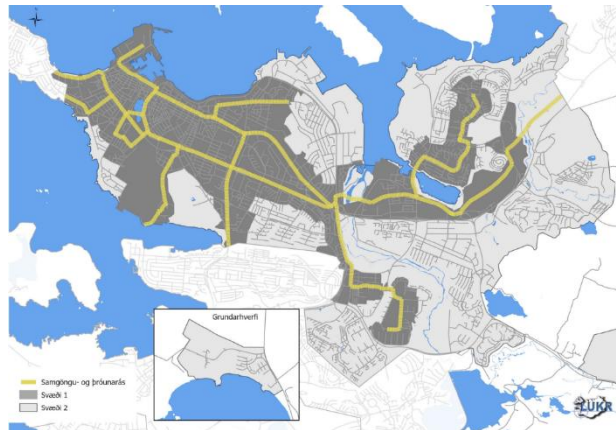 Grundarhverfi
Samgöngu- og þróunarás
Svæði 1
Svæði 2
LUKR